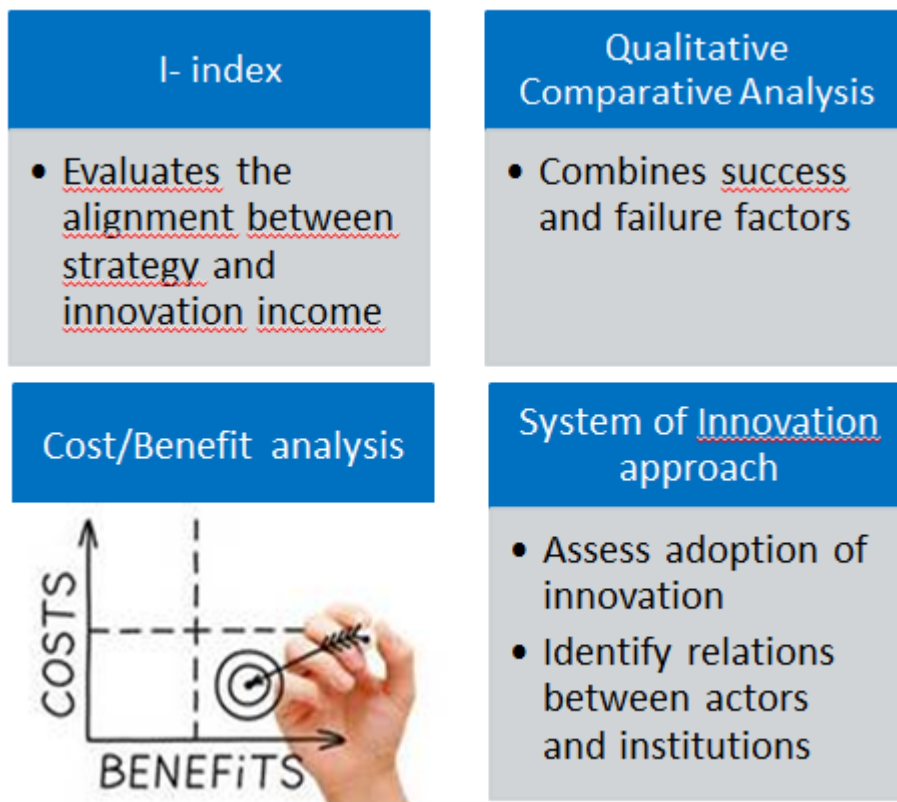 I- index
• Evaluates the
alignment between
strategy and
innovation income
Qualitative
Comparative Analysis
• Combines success
and failure factors
Cost/Benefit analysis
COSTS
BENEFiTS
System of Innovation
approach
• Assess adoption of
innovation
• Identify relations
between actors
and institutions